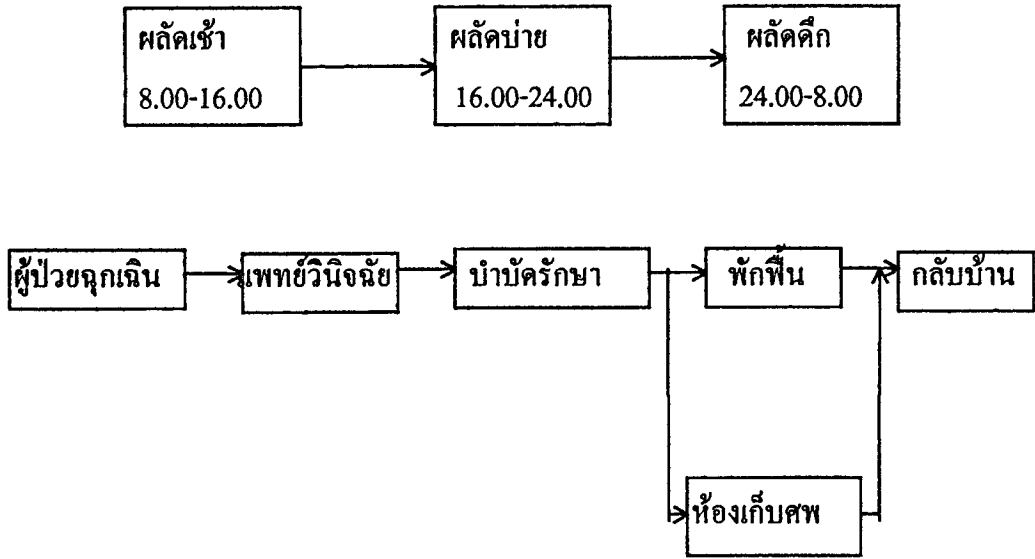 ผลัดเช้า
8.00-16.00
ผลัดบ่าย
16.00-24.00
ผลัดดึก
24.00-8.00
ผู้ป่วยฉุกเฉิน
แพทย์วินิจฉัย
บำบัดรักษา
พักฟื้น
กลับบ้าน
ห้องเก็บศพ